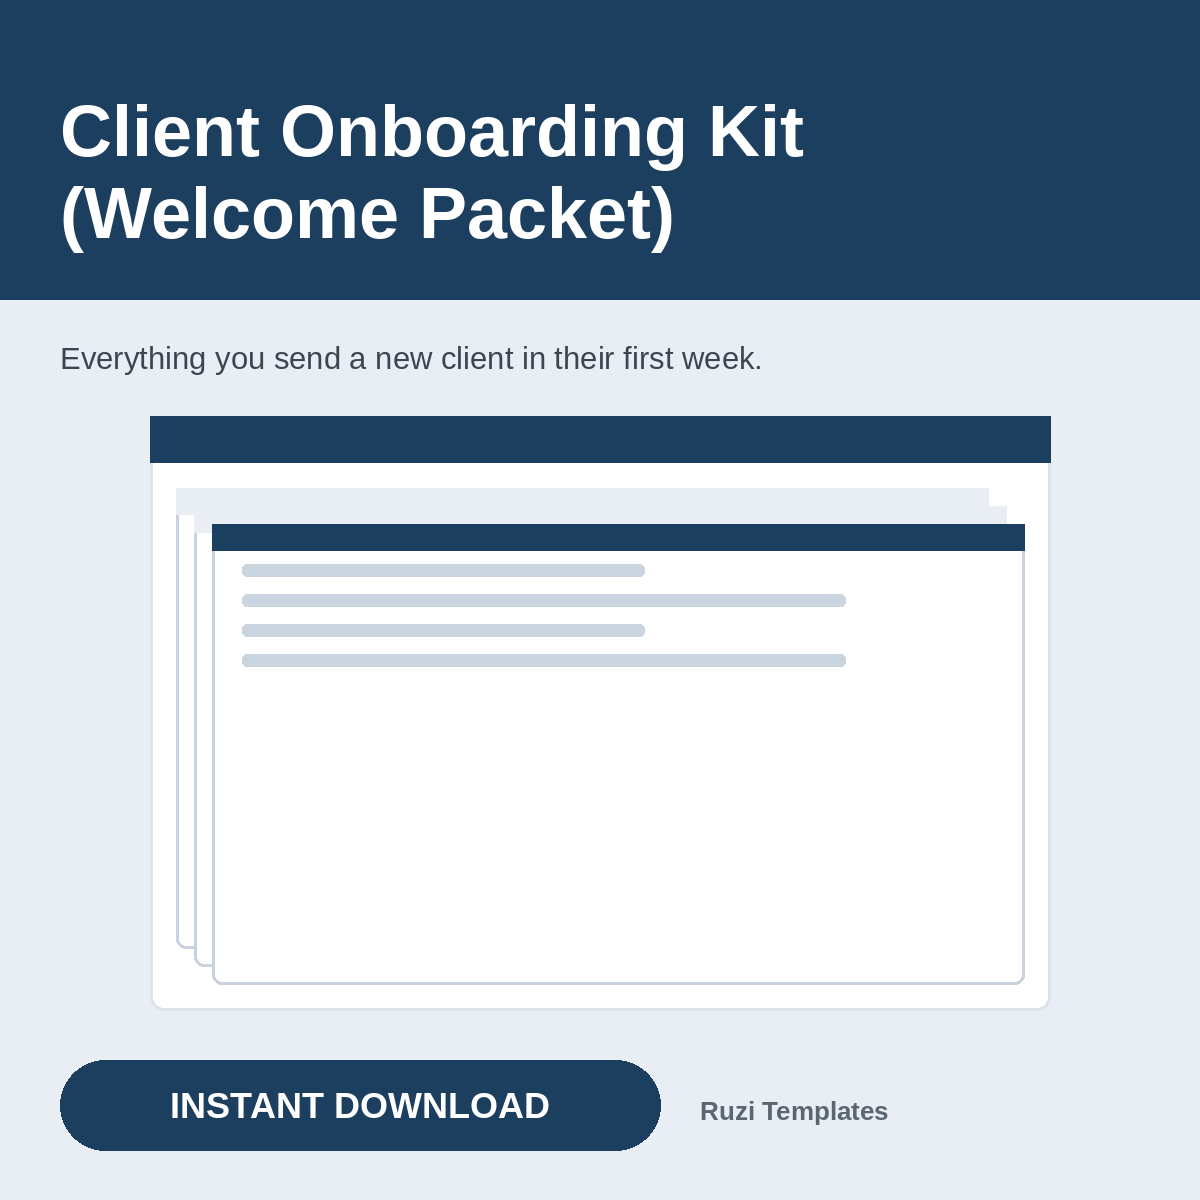 Client Onboarding Kit
(Welcome Packet)
Everything you send a new client in their first week.
INSTANT DOWNLOAD
Ruzi Templates